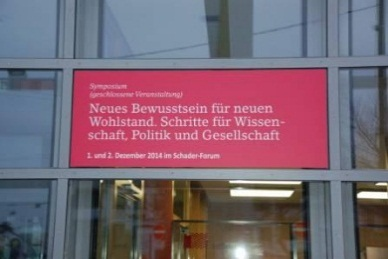 Symposium
(geschlossene Veranstaltung)
Neues Bewusstsein für neuen
Wohlstand. Schritte für Wissen-
schaft, Politik und Gesellschaft
1. und 2. Dezember 2014 im Schader-Forum